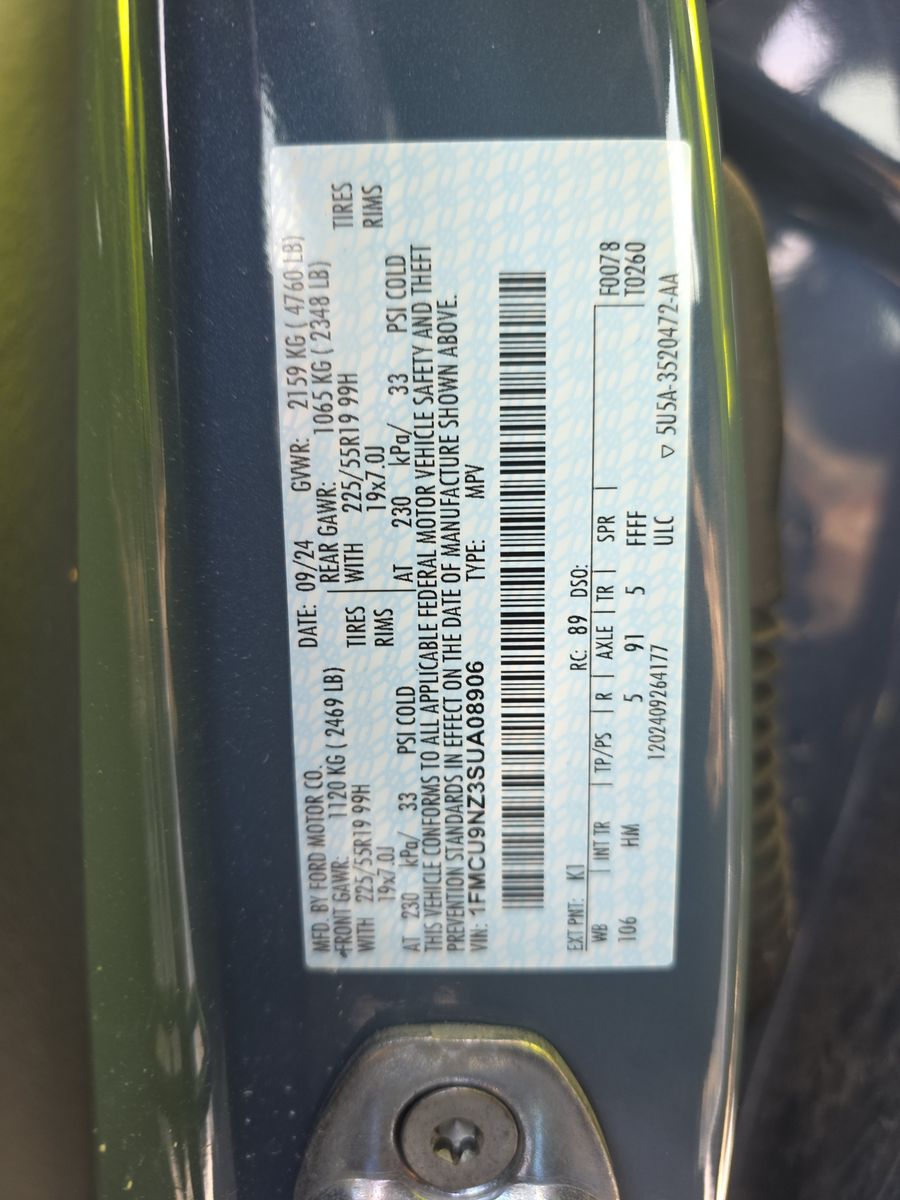 MFD. BY FORD MOTOR CO. DATE: 09/24 GVWR: 2159 KG ( 4760 LB)
FRONT GAWR: 1120 KG ( 2469 LB) REAR GAWR: 1065 KG ( 2348 LB)
WITH 225/55R19 99H TIRES WITH 225/55R19 99H TIRES
19x7.0J RIMS 19x7.0J RIMS
AT 230 kPa/ 33 PSI COLD AT 230 kPa/ 33 PSI COLD
THIS VEHICLE CONFORMS TO ALL APPLICABLE FEDERAL MOTOR VEHICLE SAFETY AND THEFT
PREVENTION STANDARDS IN EFFECT ON THE DATE OF MANUFACTURE SHOWN ABOVE.
VIN: 1FMCU9NZ3SUA08906 TYPE: MPV
EXT PNT: K1 RC: 89 DSO:
WB | INT TR | TP/PS | R | AXLE | TR | SPR | F0078
106 HM 5 91 5 FFFF T0260
1202409264177 ULC ▽ 5U5A-3520472-AA